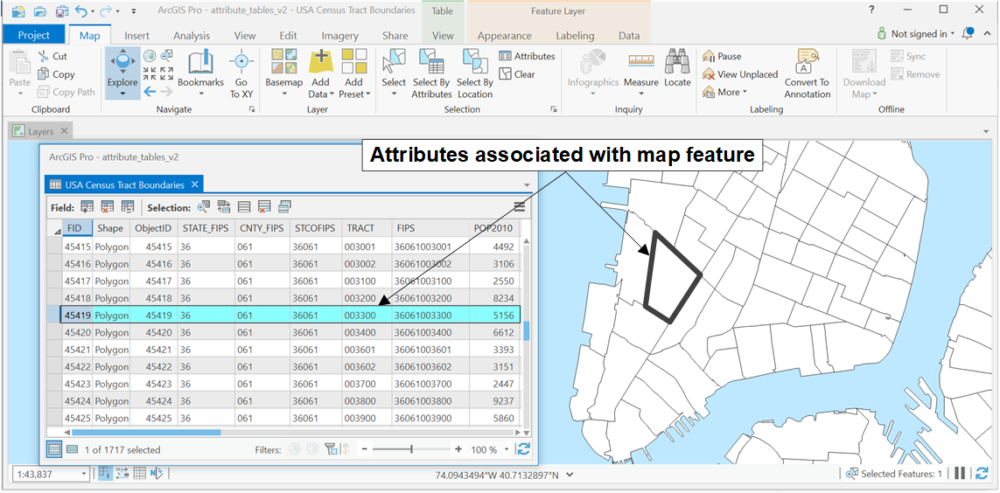 ArcGIS Pro - attribute_tables_v2 - USA Census Tract Boundaries Table Feature Layer ?
Project Map Insert Analysis View Edit Imagery Share View Appearance Labeling Data Not signed in
Paste Cut Copy Copy Path
Explore Bookmarks Go To XY
Basemap Add Data Add Preset
Select Select By Attributes Select By Location Attributes Clear
Infographics Measure Locate
Pause View Unplaced More Convert To Annotation
Download Map Sync Remove
Clipboard Navigate Layer Selection Inquiry Labeling Offline
Layers
Attributes associated with map feature
ArcGIS Pro - attribute_tables_v2
USA Census Tract Boundaries
Field: Selection:
FID Shape ObjectID STATE_FIPS CNTY_FIPS STCOFIPS TRACT FIPS POP2010
45415 Polygon 45415 36 061 36061 003001 36061003001 4492
45416 Polygon 45416 36 061 36061 003002 36061003002 3106
45417 Polygon 45417 36 061 36061 003100 36061003100 2550
45418 Polygon 45418 36 061 36061 003200 36061003200 8234
45419 Polygon 45419 36 061 36061 003300 36061003300 5156
45420 Polygon 45420 36 061 36061 003400 36061003400 6612
45421 Polygon 45421 36 061 36061 003601 36061003601 3393
45422 Polygon 45422 36 061 36061 003602 36061003602 3151
45423 Polygon 45423 36 061 36061 003700 36061003700 2447
45424 Polygon 45424 36 061 36061 003800 36061003800 9237
45425 Polygon 45425 36 061 36061 003900 36061003900 5860
1 of 1717 selected Filters: - + 100 %
1:43,837 74.0943494°W 40.7132897°N Selected Features: 1